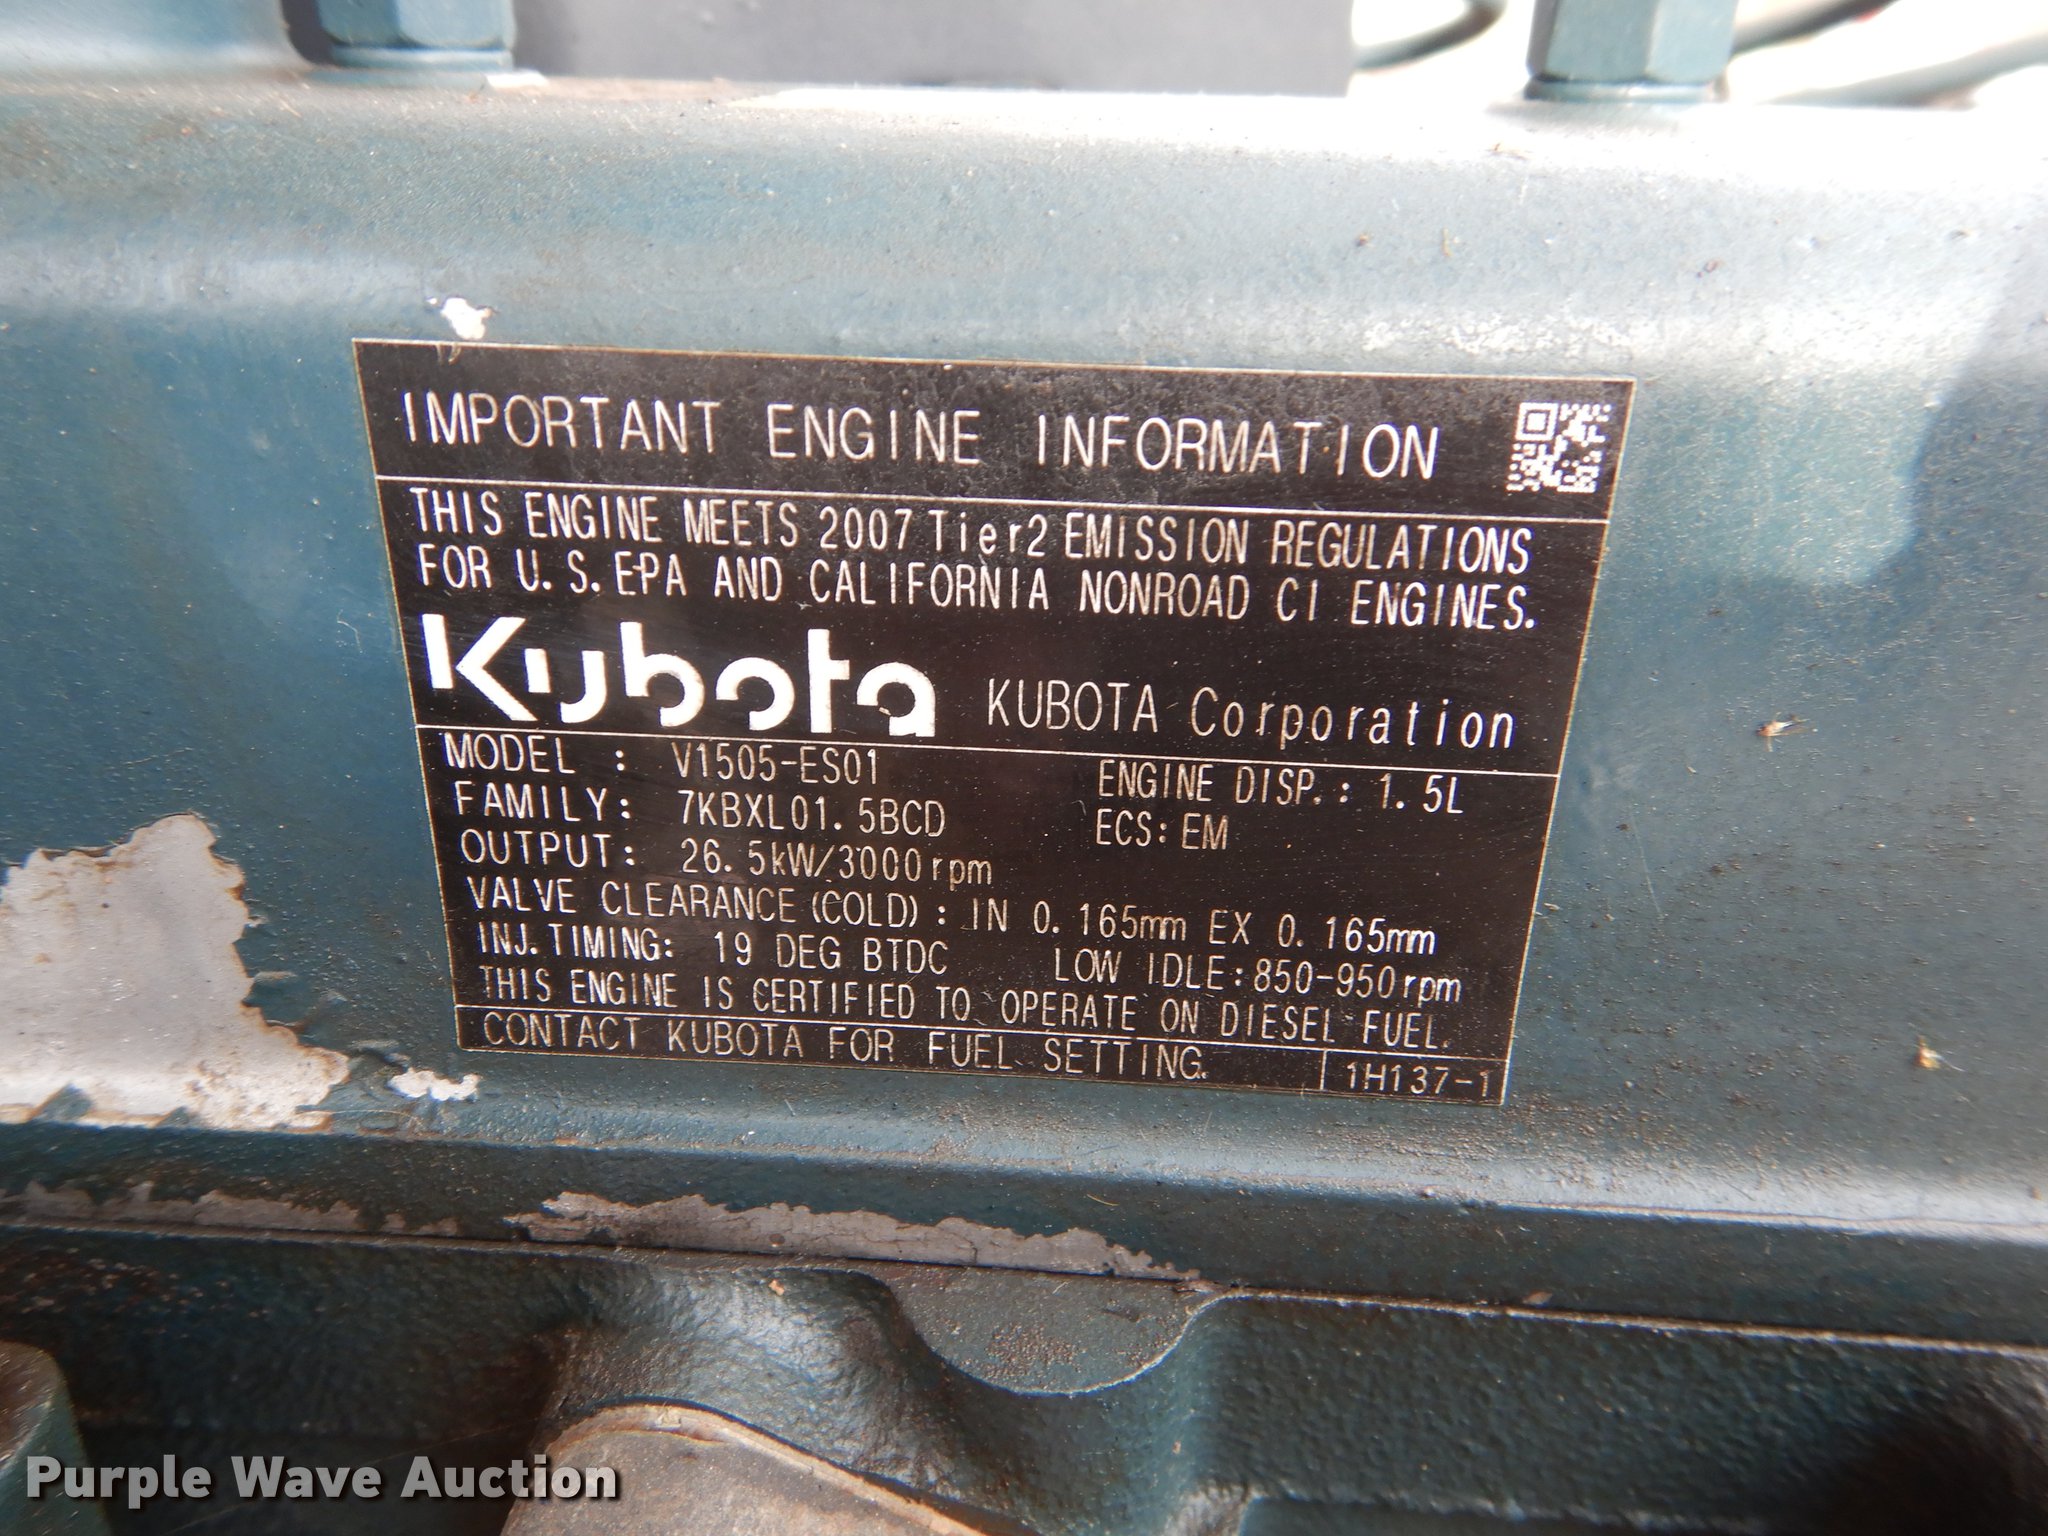 IMPORTANT ENGINE INFORMATION
THIS ENGINE MEETS 2007 Tier2 EMISSION REGULATIONS
FOR U.S.EPA AND CALIFORNIA NONROAD CI ENGINES.
Kubota KUBOTA Corporation
MODEL : V1505-ES01 ENGINE DISP.: 1.5L
FAMILY: 7KBXL01.5BCD ECS: EM
OUTPUT: 26.5kW/3000rpm
VALVE CLEARANCE(COLD): IN 0.165mm EX 0.165mm
INJ.TIMING: 19 DEG BTDC LOW IDLE:850-950rpm
THIS ENGINE IS CERTIFIED TO OPERATE ON DIESEL FUEL.
CONTACT KUBOTA FOR FUEL SETTING. 1H137-1
Purple Wave Auction